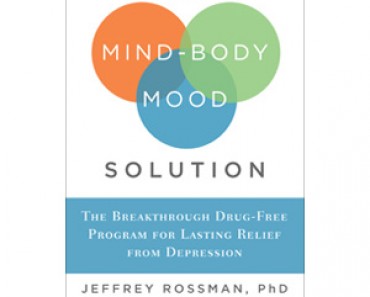 MIND-BODY
MOOD
SOLUTION
THE BREAKTHROUGH DRUG-FREE
PROGRAM FOR LASTING RELIEF
FROM DEPRESSION
JEFFREY ROSSMAN, PHD